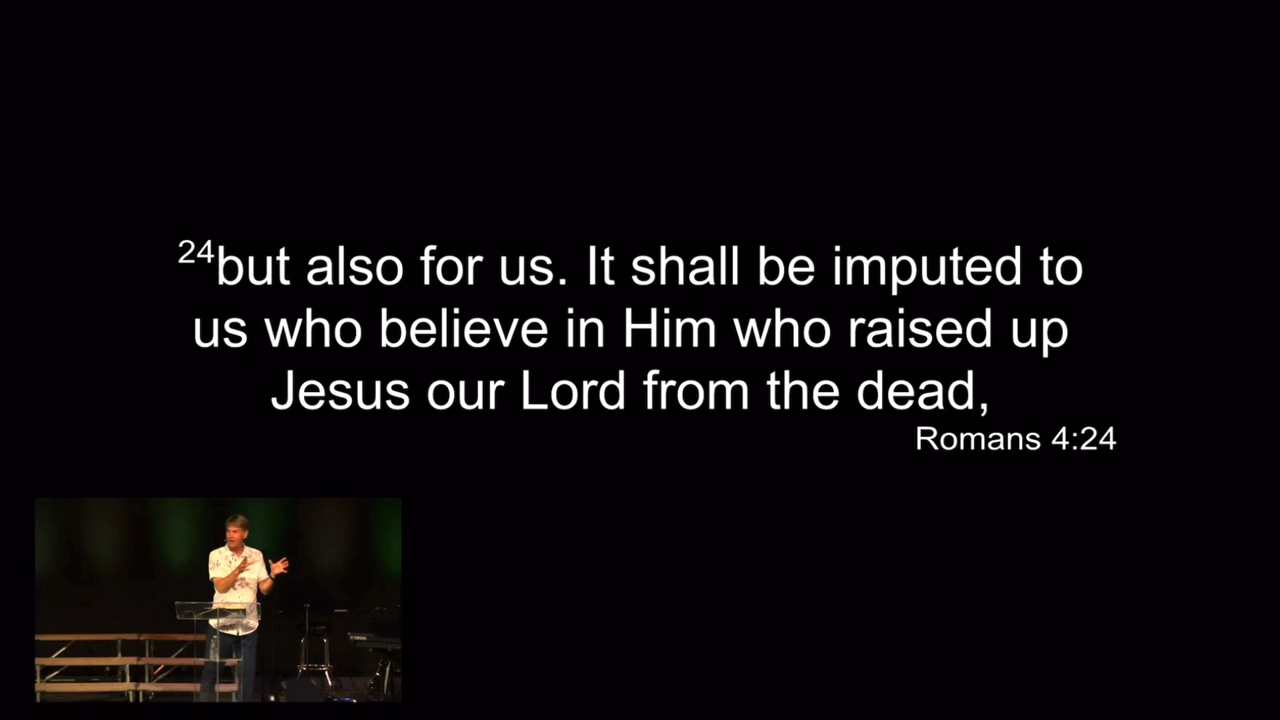 24but also for us. It shall be imputed to
us who believe in Him who raised up
Jesus our Lord from the dead,
Romans 4:24